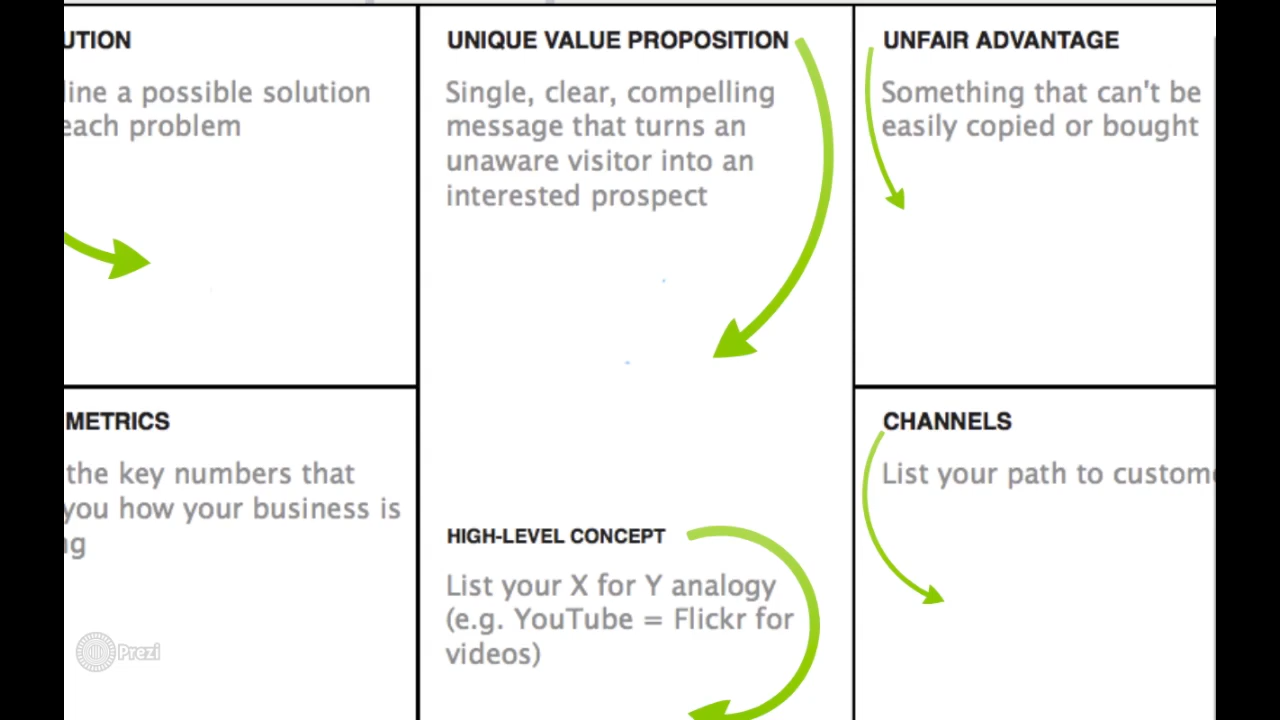 UTION
line a possible solution
each problem
METRICS
the key numbers that
you how your business is
ng
UNIQUE VALUE PROPOSITION
Single, clear, compelling
message that turns an
unaware visitor into an
interested prospect
HIGH-LEVEL CONCEPT
List your X for Y analogy
(e.g. YouTube = Flickr for
videos)
UNFAIR ADVANTAGE
Something that can't be
easily copied or bought
CHANNELS
List your path to custome
Prezi